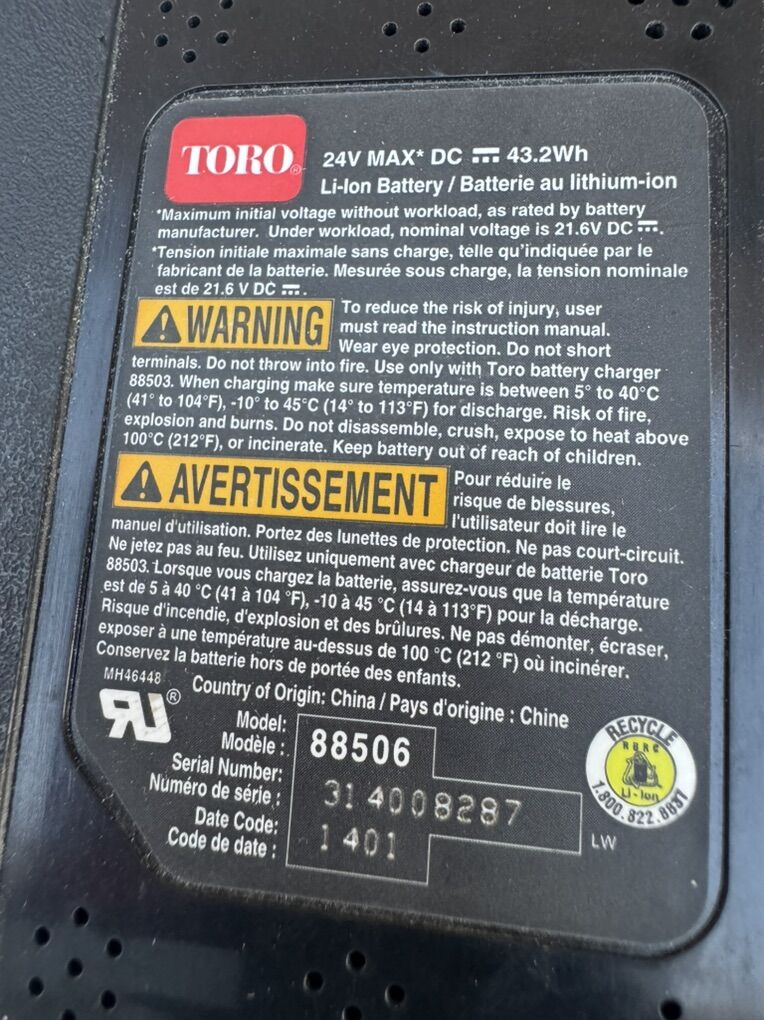 TORO®
24V MAX* DC 43.2Wh
Li-Ion Battery / Batterie au lithium-ion
*Maximum initial voltage without workload, as rated by battery
manufacturer. Under workload, nominal voltage is 21.6V DC .
*Tension initiale maximale sans charge, telle qu'indiquée par le
fabricant de la batterie. Mesurée sous charge, la tension nominale
est de 21.6 V DC .
WARNING
To reduce the risk of injury, user
must read the instruction manual.
Wear eye protection. Do not short
terminals. Do not throw into fire. Use only with Toro battery charger
88503. When charging make sure temperature is between 5° to 40°C
(41° to 104°F), -10° to 45°C (14° to 113°F) for discharge. Risk of fire,
explosion and burns. Do not disassemble, crush, expose to heat above
100°C (212°F), or incinerate. Keep battery out of reach of children.
AVERTISSEMENT
Pour réduire le
risque de blessures,
l'utilisateur doit lire le
manuel d'utilisation. Portez des lunettes de protection. Ne pas court-circuit.
Ne jetez pas au feu. Utilisez uniquement avec chargeur de batterie Toro
88503. Lorsque vous chargez la batterie, assurez-vous que la température
est de 5 à 40 °C (41 à 104 °F), -10 à 45 °C (14 à 113°F) pour la décharge.
Risque d'incendie, d'explosion et des brûlures. Ne pas démonter, écraser,
exposer à une température au-dessus de 100 °C (212 °F) où incinérer.
Conservez la batterie hors de portée des enfants.
MH46448
RU®
Country of Origin: China / Pays d'origine : Chine
Model:
Modèle :
88506
Serial Number:
Numéro de série :
314008287
Date Code:
Code de date :
1401
LW
RECYCLE
RBRC
Li-Ion
1.800.822.8837